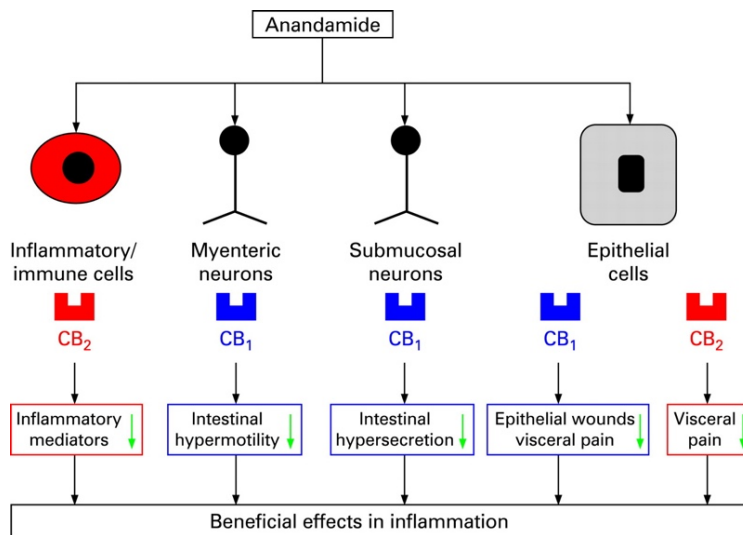 Anandamide
Inflammatory/
immune cells
Myenteric
neurons
Submucosal
neurons
Epithelial
cells
CB₂
CB₁
CB₁
CB₁
CB₂
Inflammatory
mediators
Intestinal
hypermotility
Intestinal
hypersecretion
Epithelial wounds
visceral pain
Visceral
pain
Beneficial effects in inflammation